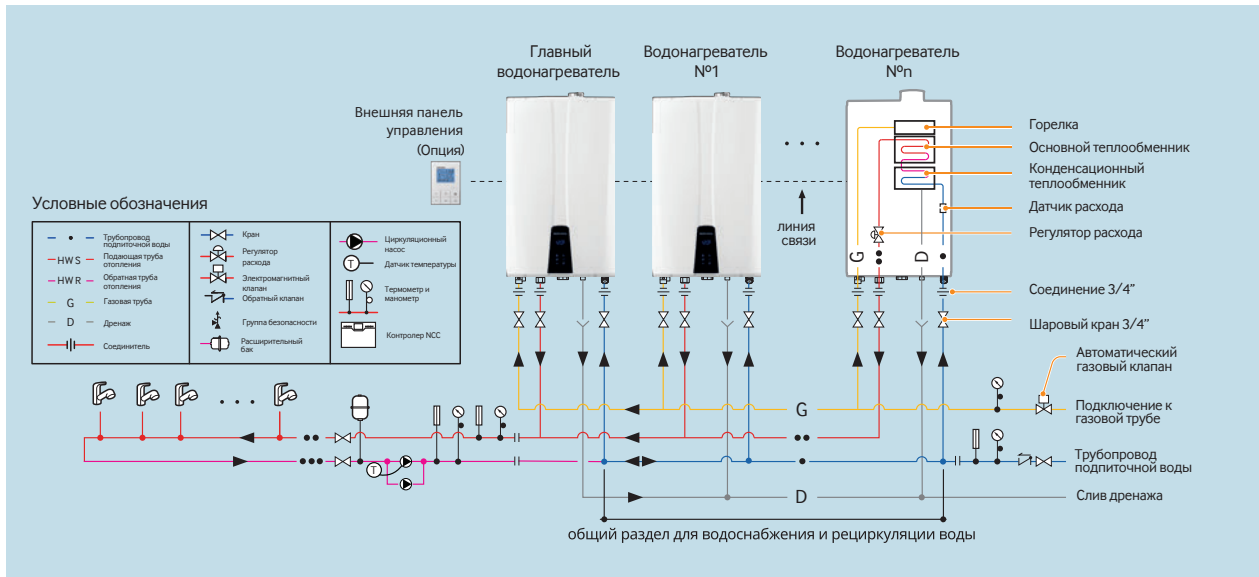 Главный
водонагреватель
Водонагреватель
№1
Водонагреватель
№n
Внешняя панель
управления
(Опция)
линия
связи
Горелка
Основной теплообменник
Конденсационный
теплообменник
Датчик расхода
Регулятор расхода
Соединение 3/4”
Шаровый кран 3/4”
Автоматический
газовый клапан
Подключение к
газовой трубе
Трубопровод
подпиточной воды
Слив дренажа
G
D
G
D
T
общий раздел для водоснабжения и рециркуляции воды
Условные обозначения
Трубопровод
подпиточной воды
HWS
Подающая труба
отопления
HWR
Обратная труба
отопления
G
Газовая труба
D
Дренаж
Соединитель
Кран
Регулятор
расхода
Электромагнитный
клапан
Обратный клапан
Группа безопасности
Расширительный
бак
Циркуляционный
насос
T
Датчик температуры
Термометр и
манометр
Контролер NCC